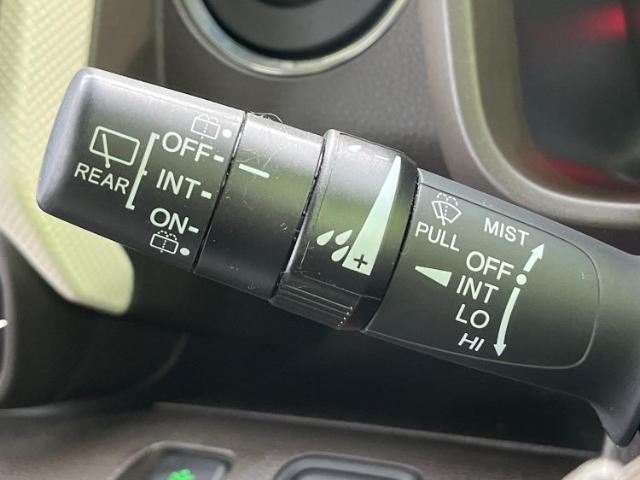 OFF
INT
REAR
ON
+
MIST
PULL
OFF
INT
LO
HI